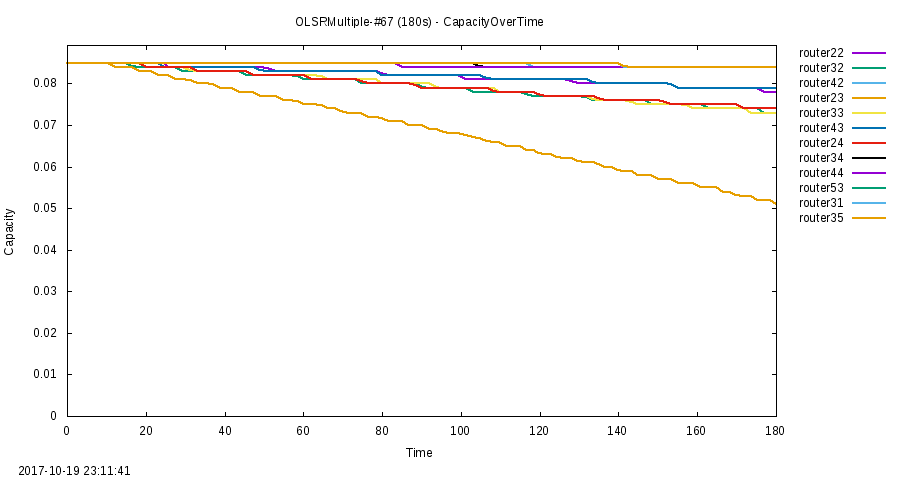 OLSRMultiple-#67 (180s) - CapacityOverTime
router22
router32
router42
router23
router33
router43
router24
router34
router44
router53
router31
router35
Capacity
0.08
0.07
0.06
0.05
0.04
0.03
0.02
0.01
0
0 20 40 60 80 100 120 140 160 180
Time
2017-10-19 23:11:41